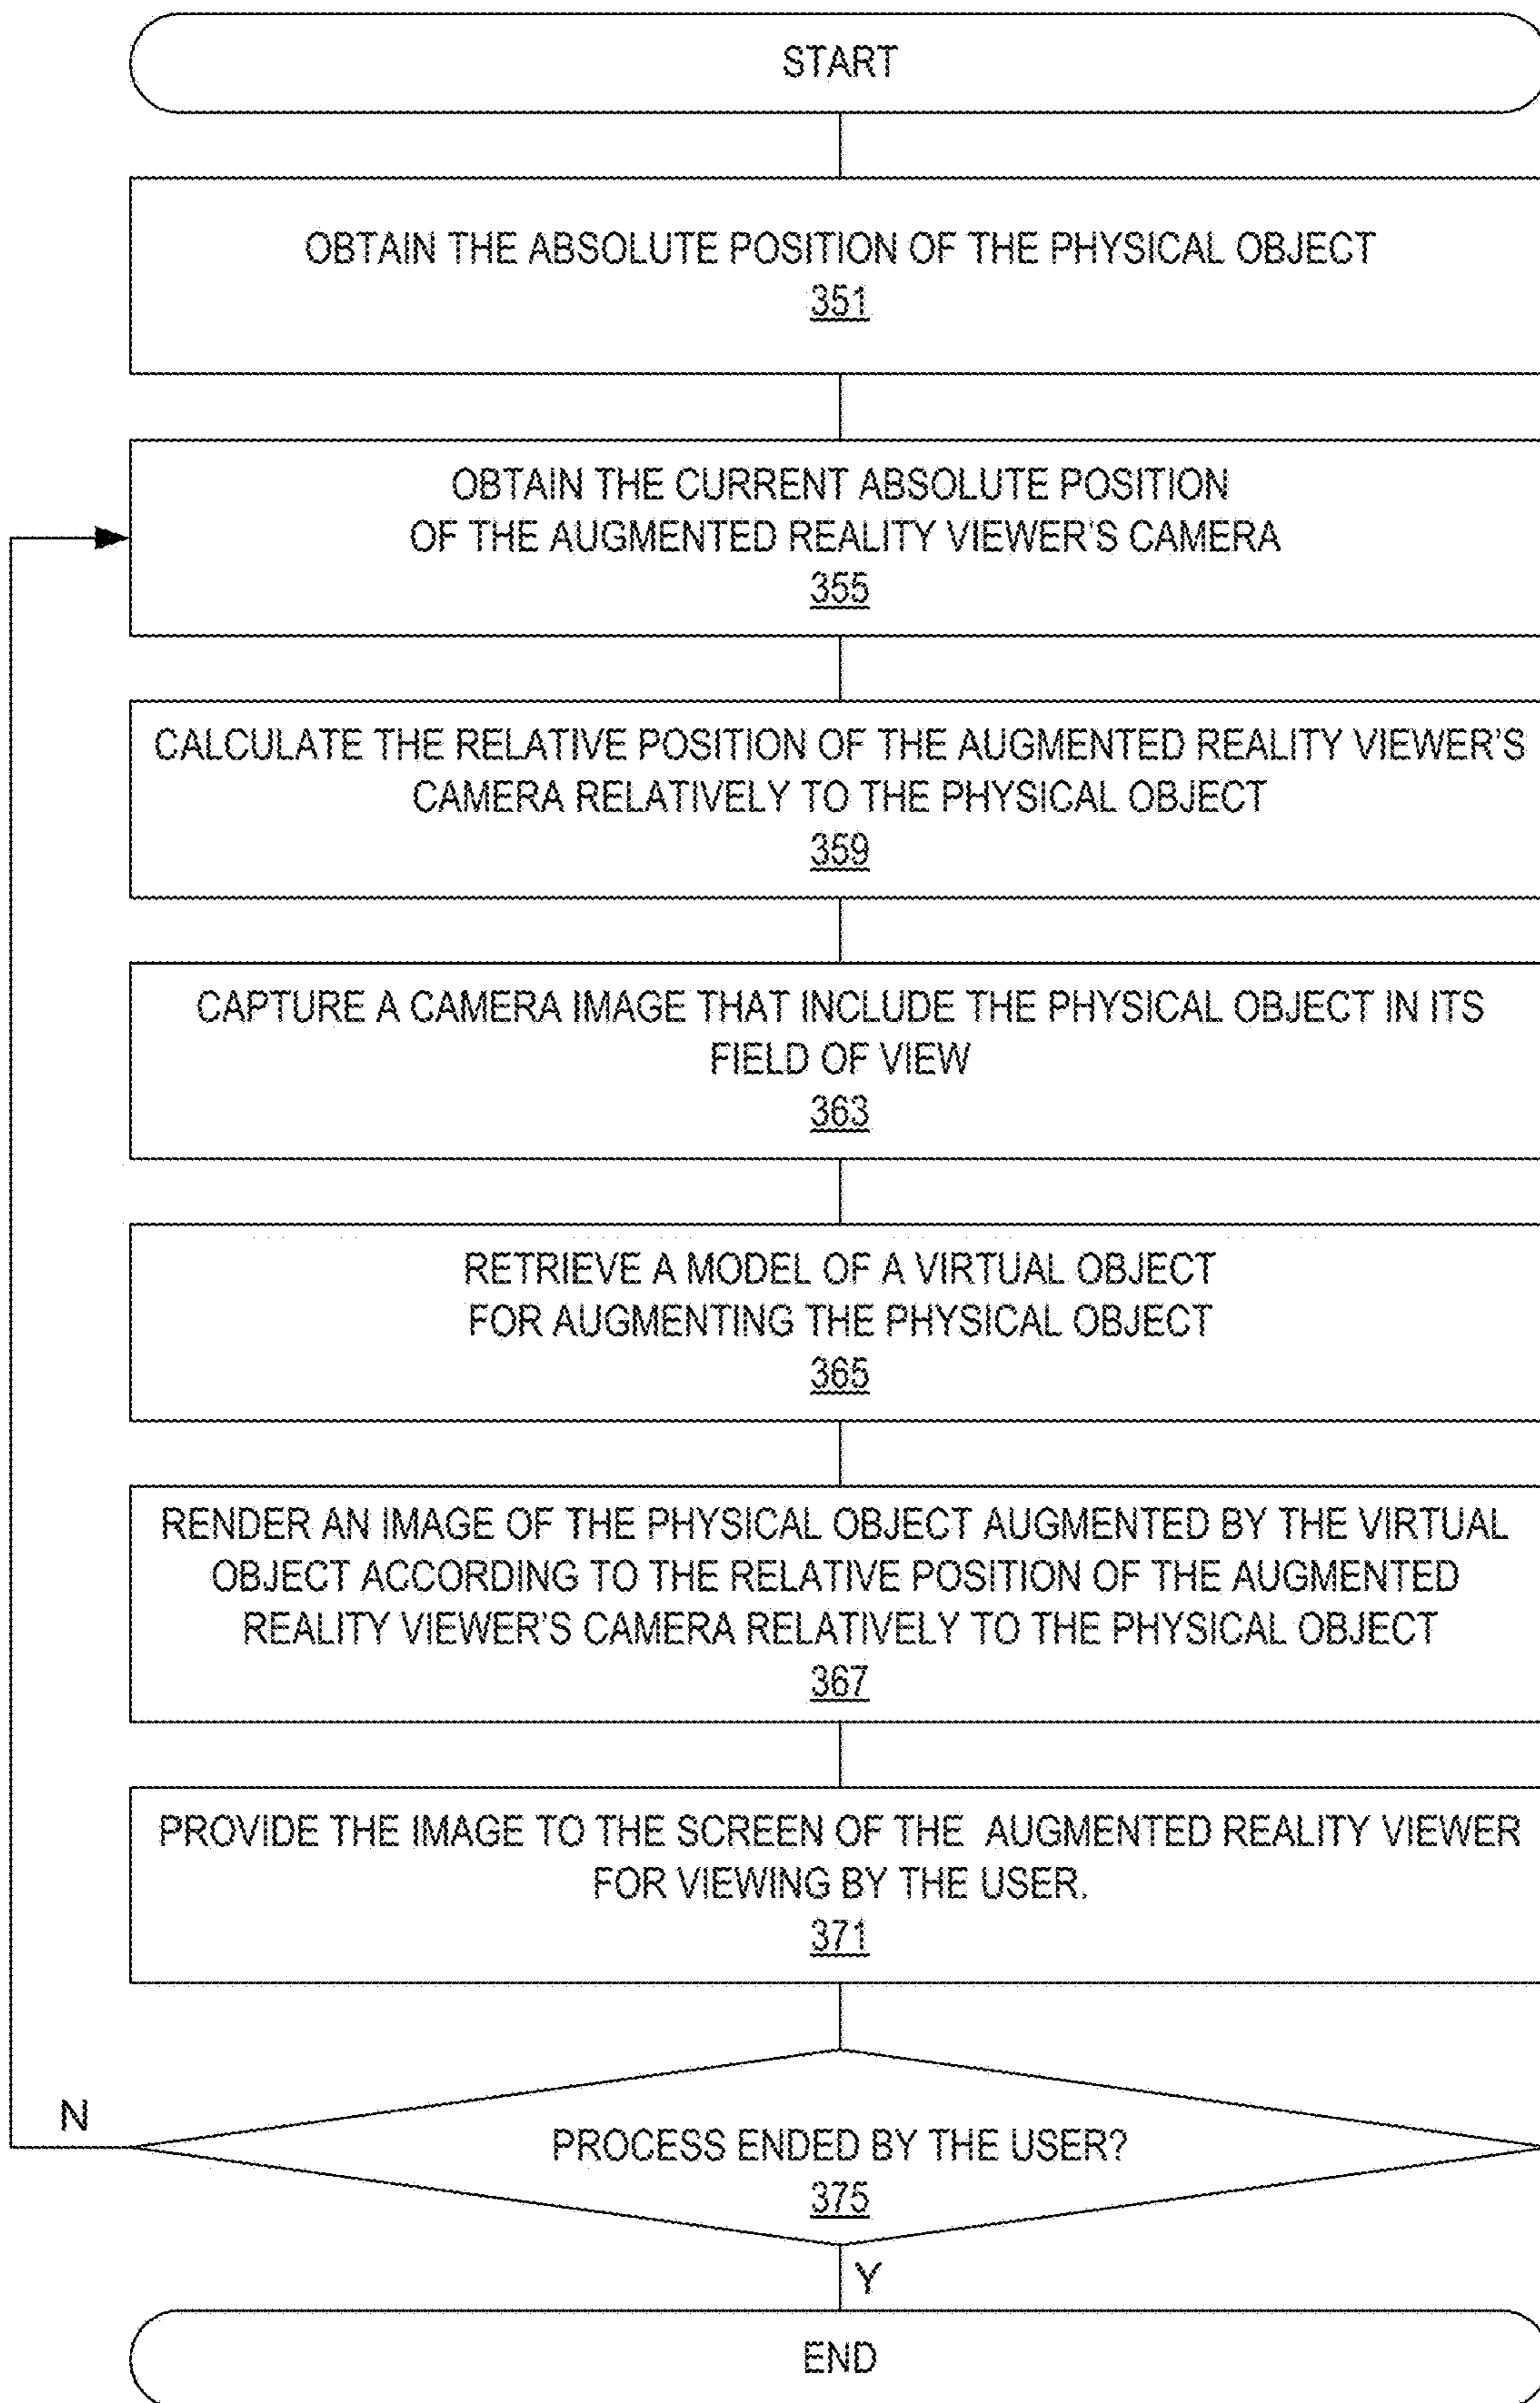 START
OBTAIN THE ABSOLUTE POSITION OF THE PHYSICAL OBJECT
351
OBTAIN THE CURRENT ABSOLUTE POSITION
OF THE AUGMENTED REALITY VIEWER'S CAMERA
355
CALCULATE THE RELATIVE POSITION OF THE AUGMENTED REALITY VIEWER'S
CAMERA RELATIVELY TO THE PHYSICAL OBJECT
359
CAPTURE A CAMERA IMAGE THAT INCLUDE THE PHYSICAL OBJECT IN ITS
FIELD OF VIEW
363
RETRIEVE A MODEL OF A VIRTUAL OBJECT
FOR AUGMENTING THE PHYSICAL OBJECT
365
RENDER AN IMAGE OF THE PHYSICAL OBJECT AUGMENTED BY THE VIRTUAL
OBJECT ACCORDING TO THE RELATIVE POSITION OF THE AUGMENTED
REALITY VIEWER'S CAMERA RELATIVELY TO THE PHYSICAL OBJECT
367
PROVIDE THE IMAGE TO THE SCREEN OF THE AUGMENTED REALITY VIEWER
FOR VIEWING BY THE USER.
371
N
PROCESS ENDED BY THE USER?
375
Y
END